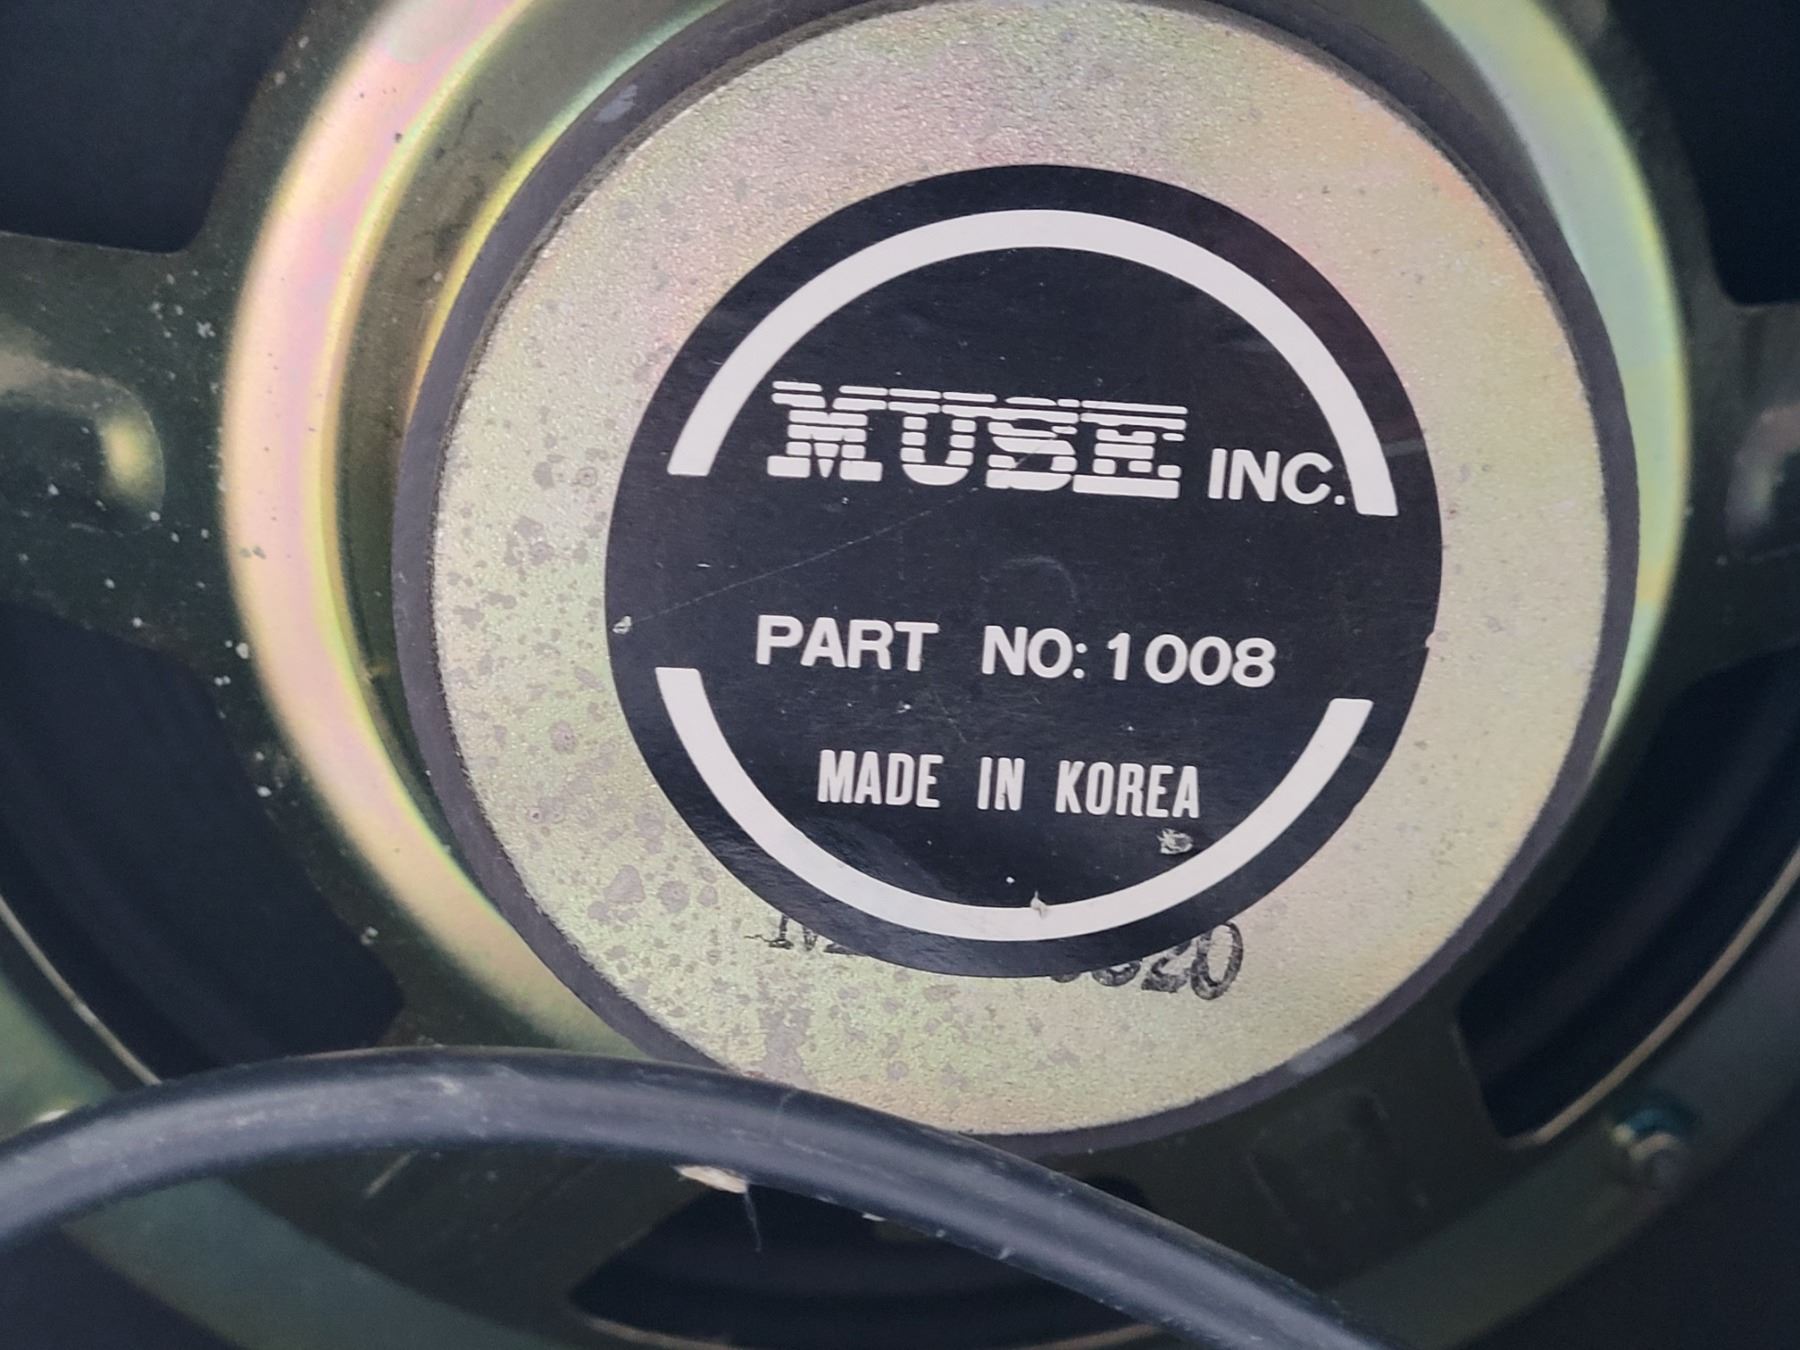 MUSE INC.
PART NO: 1008
MADE IN KOREA